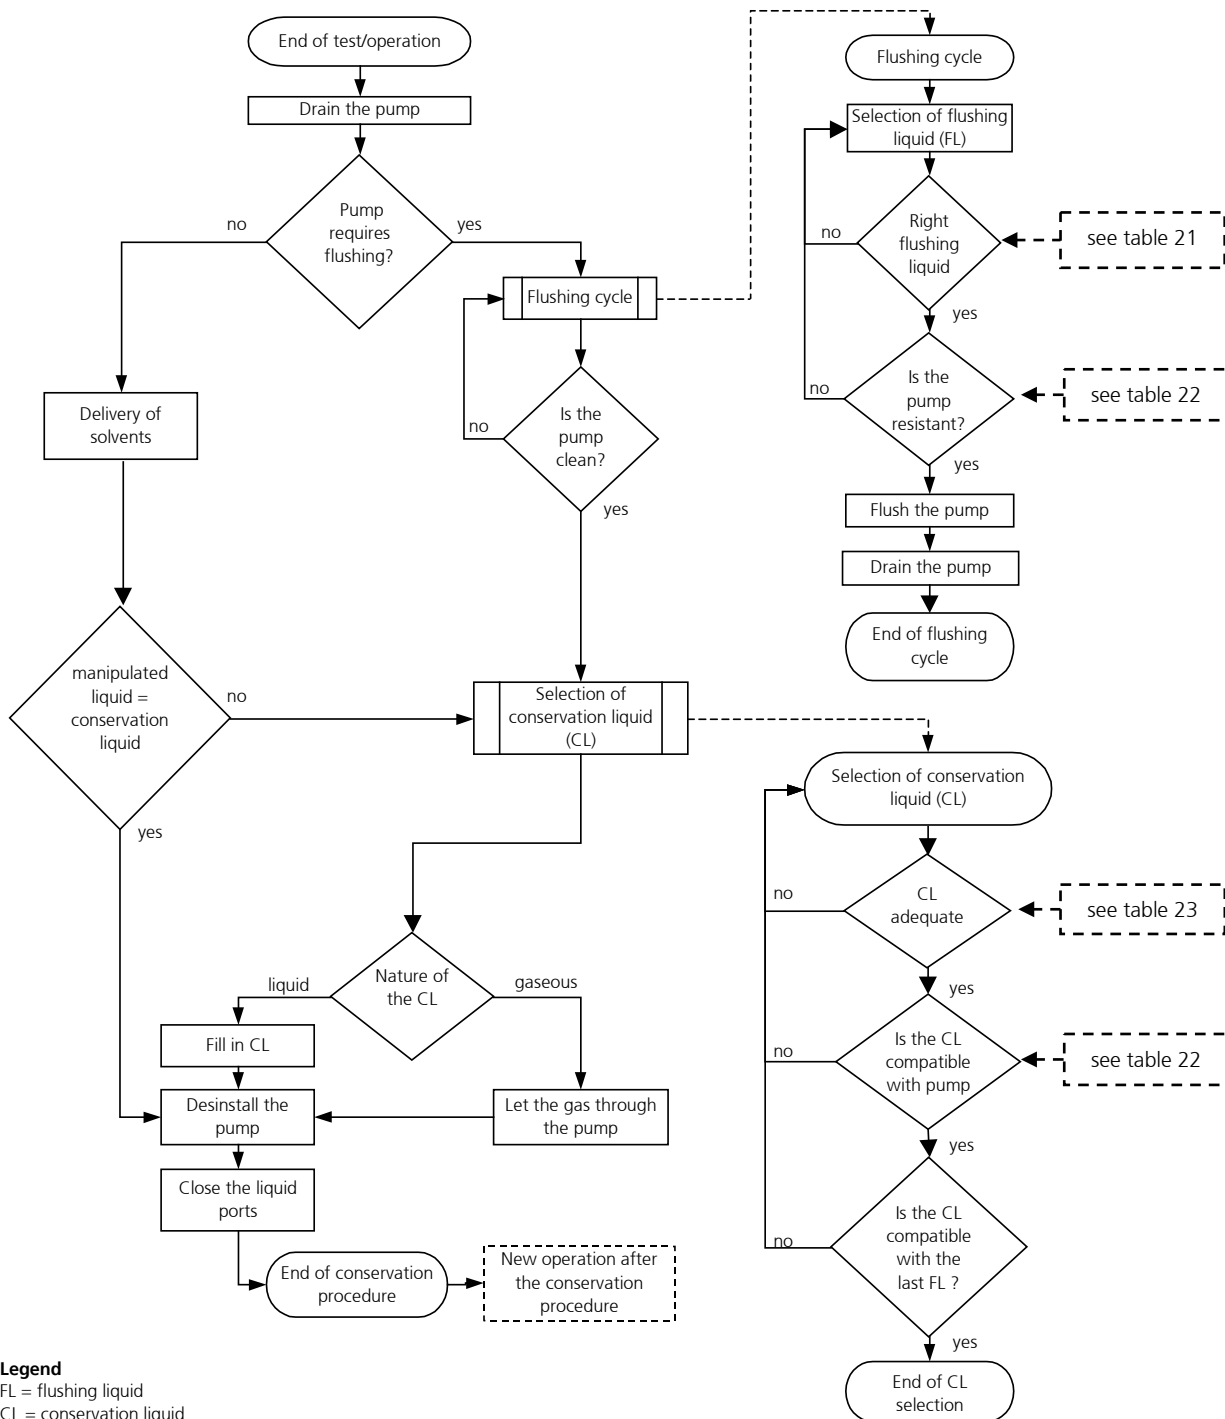 End of test/operation
Drain the pump
Pump
requires
flushing?
no
yes
Flushing cycle
Is the
pump
clean?
no
yes
Delivery of
solvents
manipulated
liquid =
conservation
liquid
no
yes
Selection of
conservation liquid
(CL)
Nature of
the CL
liquid
gaseous
Fill in CL
Desinstall the
pump
Let the gas through
the pump
Close the liquid
ports
End of conservation
procedure
New operation after
the conservation
procedure
Flushing cycle
Selection of flushing
liquid (FL)
Right
flushing
liquid
no
see table 21
yes
Is the
pump
resistant?
no
see table 22
yes
Flush the pump
Drain the pump
End of flushing
cycle
Selection of conservation
liquid (CL)
CL
adequate
no
see table 23
yes
Is the CL
compatible
with pump
no
see table 22
yes
Is the CL
compatible
with the
last FL ?
no
yes
End of CL
selection
Legend
FL = flushing liquid
CL = conservation liquid